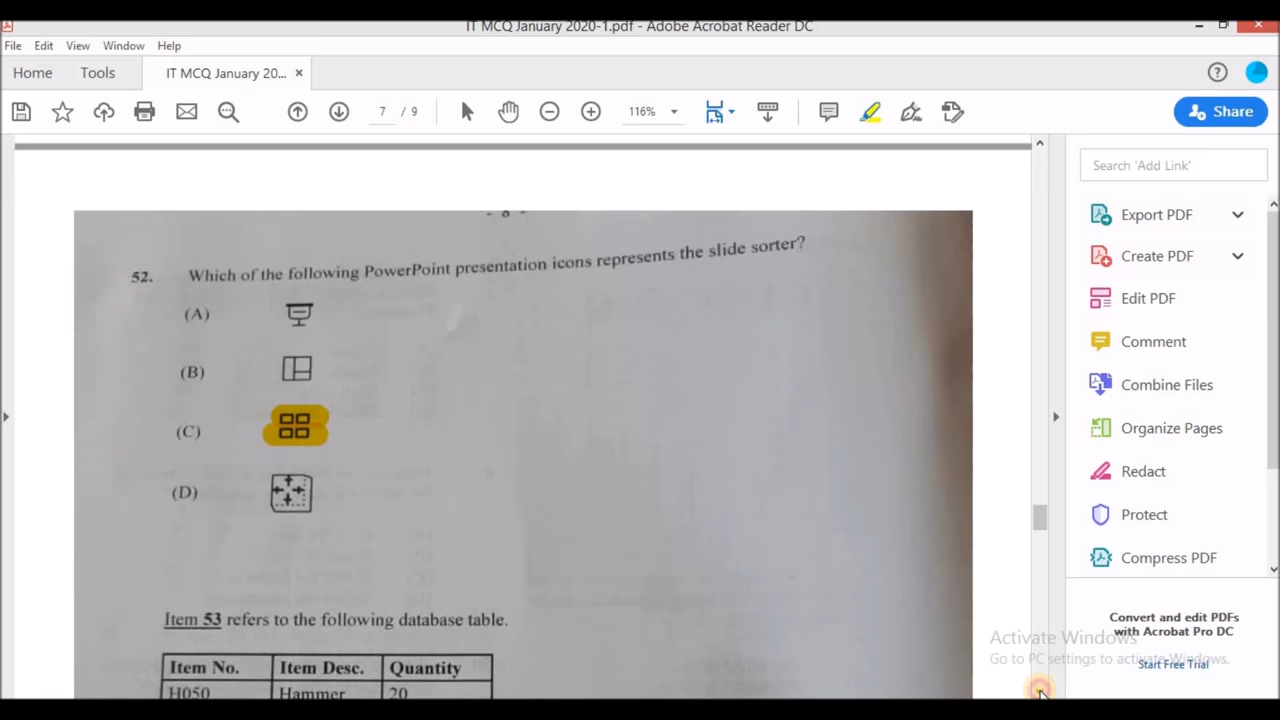 IT MCQ January 2020-1.pdf - Adobe Acrobat Reader DC
File Edit View Window Help
Home Tools IT MCQ January 20... ×
7 / 9 116% Share
Search 'Add Link'
Export PDF
Create PDF
Edit PDF
Comment
Combine Files
Organize Pages
Redact
Protect
Compress PDF
Convert and edit PDFs
with Acrobat Pro DC
Start Free Trial
Activate Windows
Go to PC settings to activate Windows.
- 8 -
52. Which of the following PowerPoint presentation icons represents the slide sorter?
(A)
(B)
(C)
(D)
Item 53 refers to the following database table.
Item No. Item Desc. Quantity
H050 Hammer 20